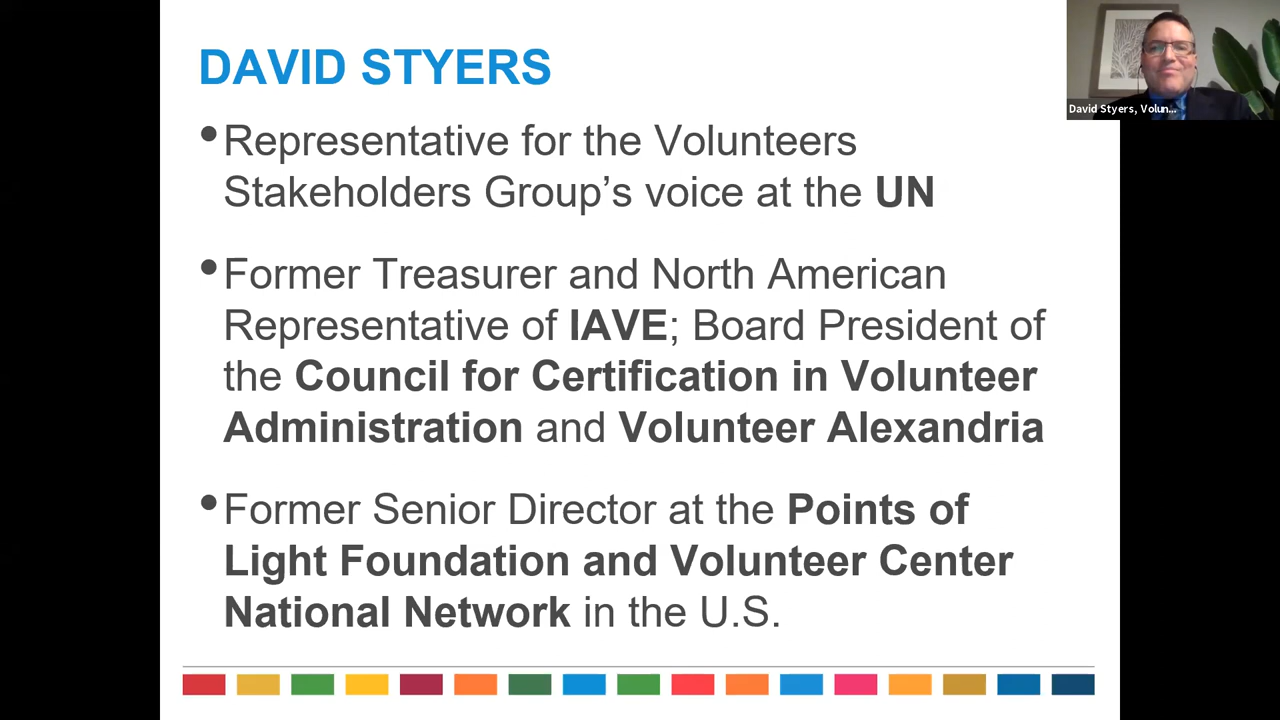 DAVID STYERS
David Styers, Volun...
•Representative for the Volunteers
Stakeholders Group’s voice at the UN
•Former Treasurer and North American
Representative of IAVE; Board President of
the Council for Certification in Volunteer
Administration and Volunteer Alexandria
•Former Senior Director at the Points of
Light Foundation and Volunteer Center
National Network in the U.S.